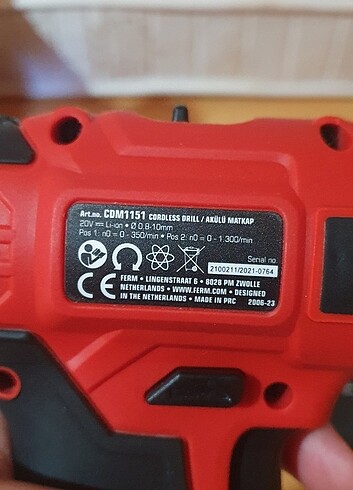 Art.no. CDM1151 CORDLESS DRILL / AKÜLÜ MATKAP
20V ⎓ Li-ion • Ø 0.8-10mm
Pos 1: n0 = 0 - 350/min • Pos 2: n0 = 0 - 1.300/min
Serial no
2100211/2021-0764
CE
FERM • LINGENSTRAAT 6 • 8028 PM ZWOLLE
NETHERLANDS • WWW.FERM.COM • DESIGNED
IN THE NETHERLANDS • MADE IN PRC 2006-23